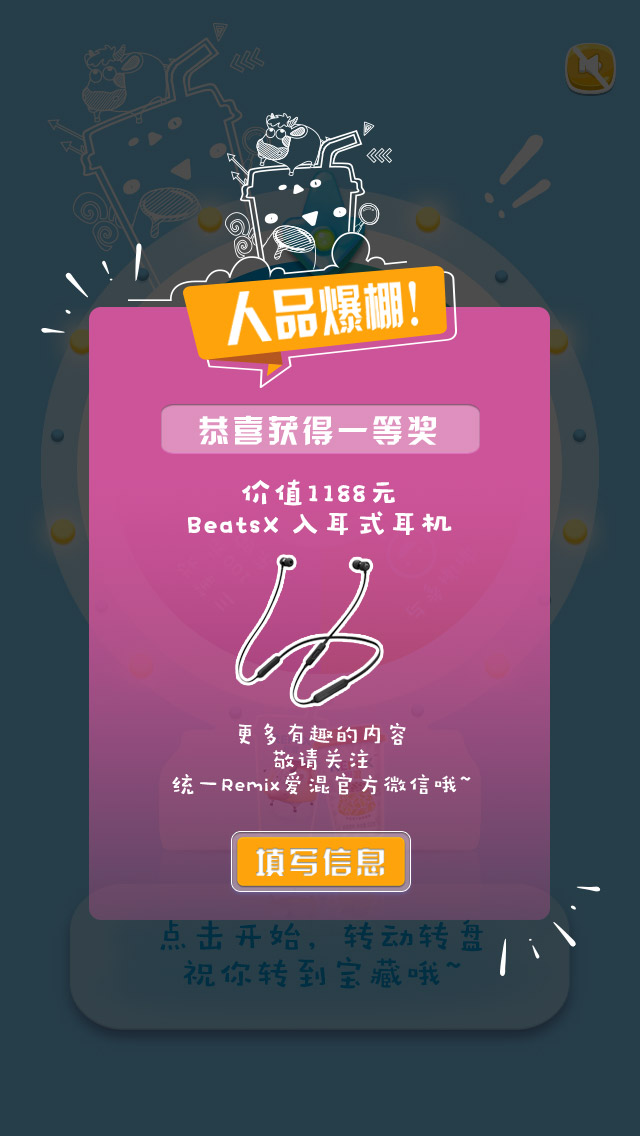 人品爆棚!
恭喜获得一等奖
价值1188元
BeatsX 入耳式耳机
更多有趣的内容
敬请关注
统一Remix爱混官方微信哦~
填写信息
点击开始，转动转盘
祝你转到宝藏哦~